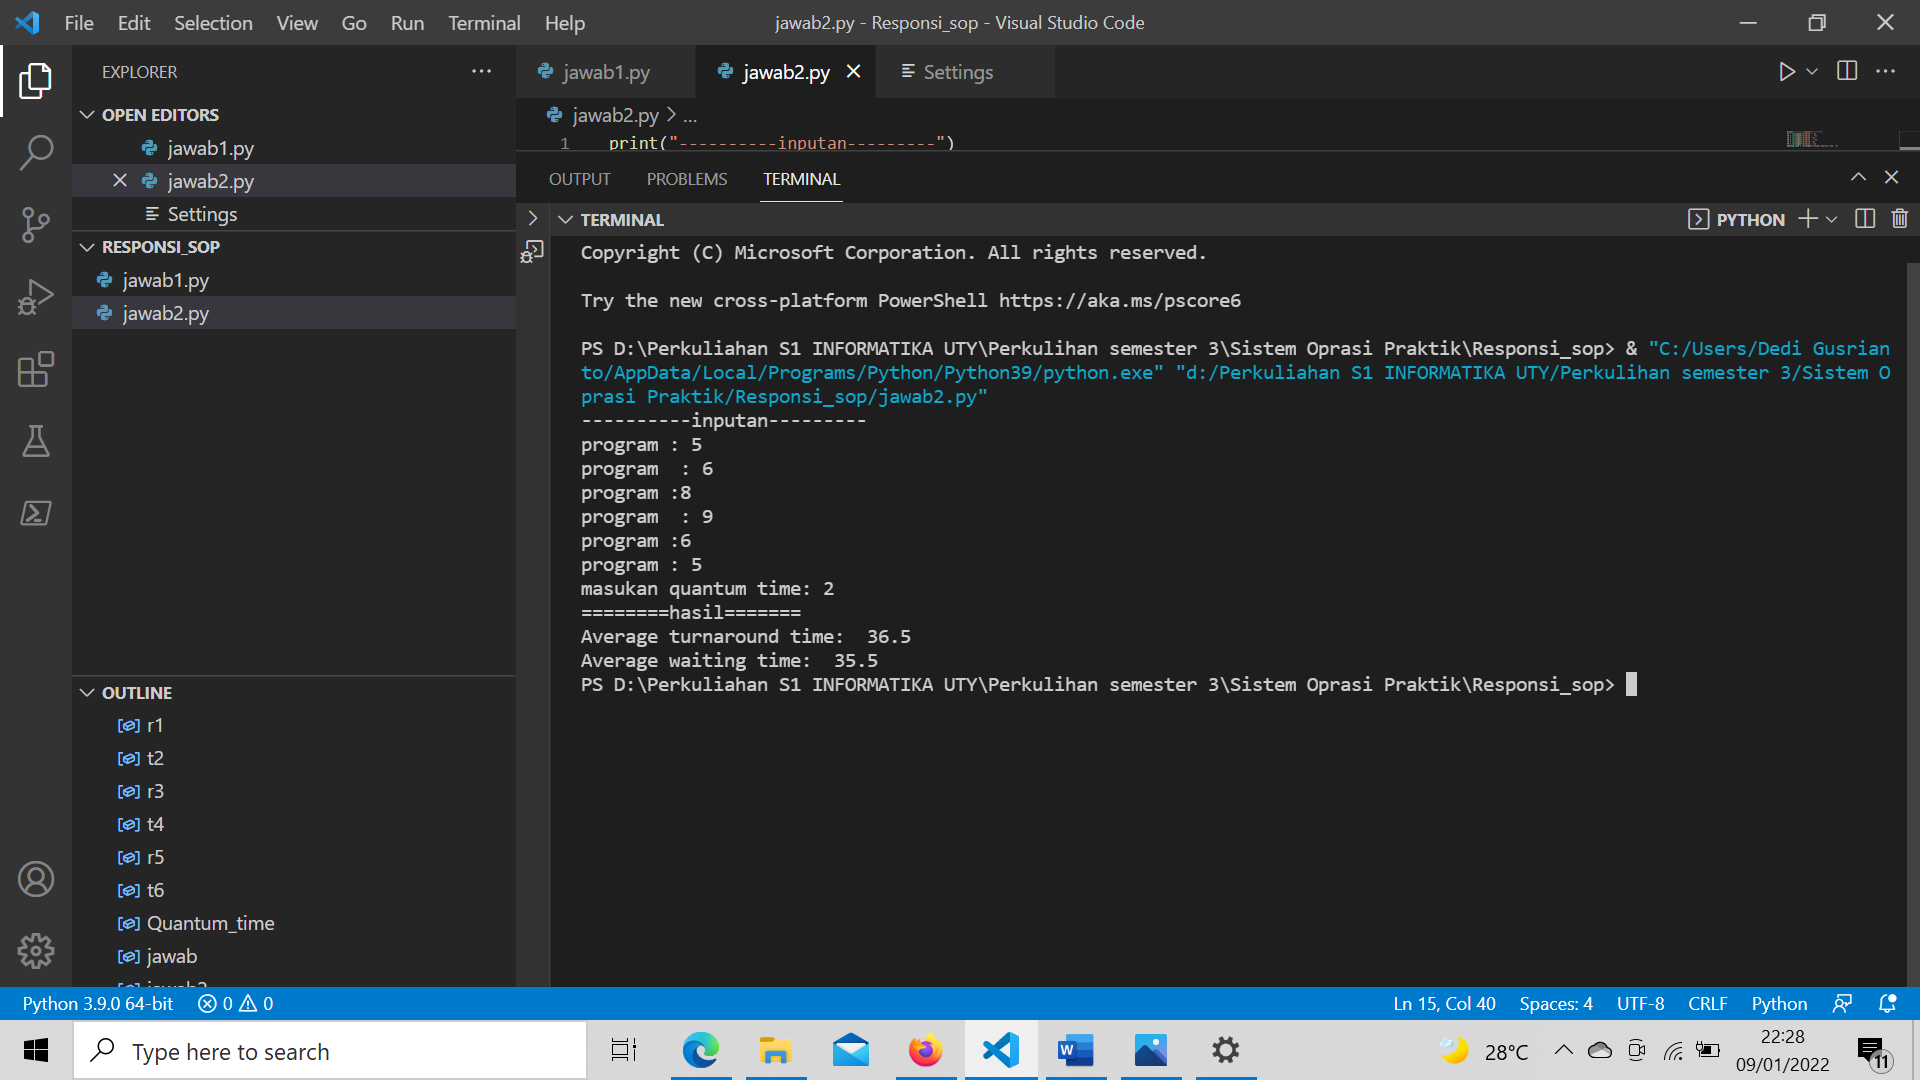 File Edit Selection View Go Run Terminal Help
jawab2.py - Responsi_sop - Visual Studio Code
EXPLORER
OPEN EDITORS
jawab1.py
jawab2.py
Settings
RESPONSI_SOP
jawab1.py
jawab2.py
OUTLINE
r1
t2
r3
t4
r5
t6
Quantum_time
jawab
jawab1.py
jawab2.py
Settings
jawab2.py > ...
1 print("----------inputan---------")
OUTPUT PROBLEMS TERMINAL
TERMINAL
PYTHON
Copyright (C) Microsoft Corporation. All rights reserved.
Try the new cross-platform PowerShell https://aka.ms/pscore6
PS D:\Perkuliahan S1 INFORMATIKA UTY\Perkulihan semester 3\Sistem Oprasi Praktik\Responsi_sop> & "C:/Users/Dedi Gusrian
to/AppData/Local/Programs/Python/Python39/python.exe" "d:/Perkuliahan S1 INFORMATIKA UTY/Perkulihan semester 3/Sistem O
prasi Praktik/Responsi_sop/jawab2.py"
----------inputan---------
program : 5
program  : 6
program :8
program  : 9
program :6
program : 5
masukan quantum time: 2
========hasil=======
Average turnaround time:  36.5
Average waiting time:  35.5
PS D:\Perkuliahan S1 INFORMATIKA UTY\Perkulihan semester 3\Sistem Oprasi Praktik\Responsi_sop>
Python 3.9.0 64-bit 0 0
Ln 15, Col 40 Spaces: 4 UTF-8 CRLF Python
Type here to search
28°C
22:28
09/01/2022
11